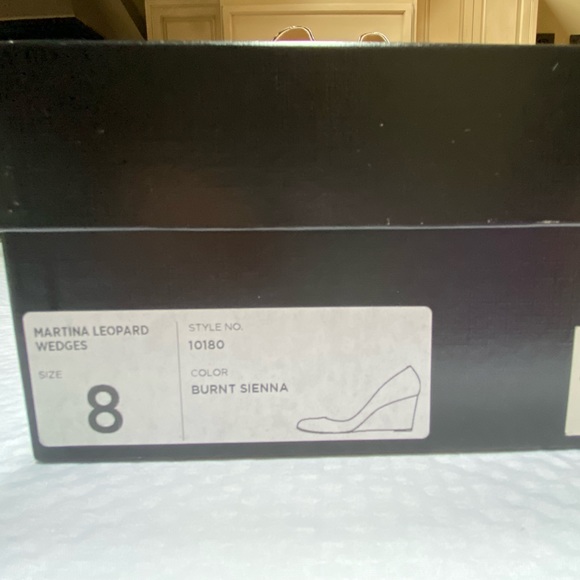 MARTINA LEOPARD
WEDGES
SIZE
8
STYLE NO.
10180
COLOR
BURNT SIENNA